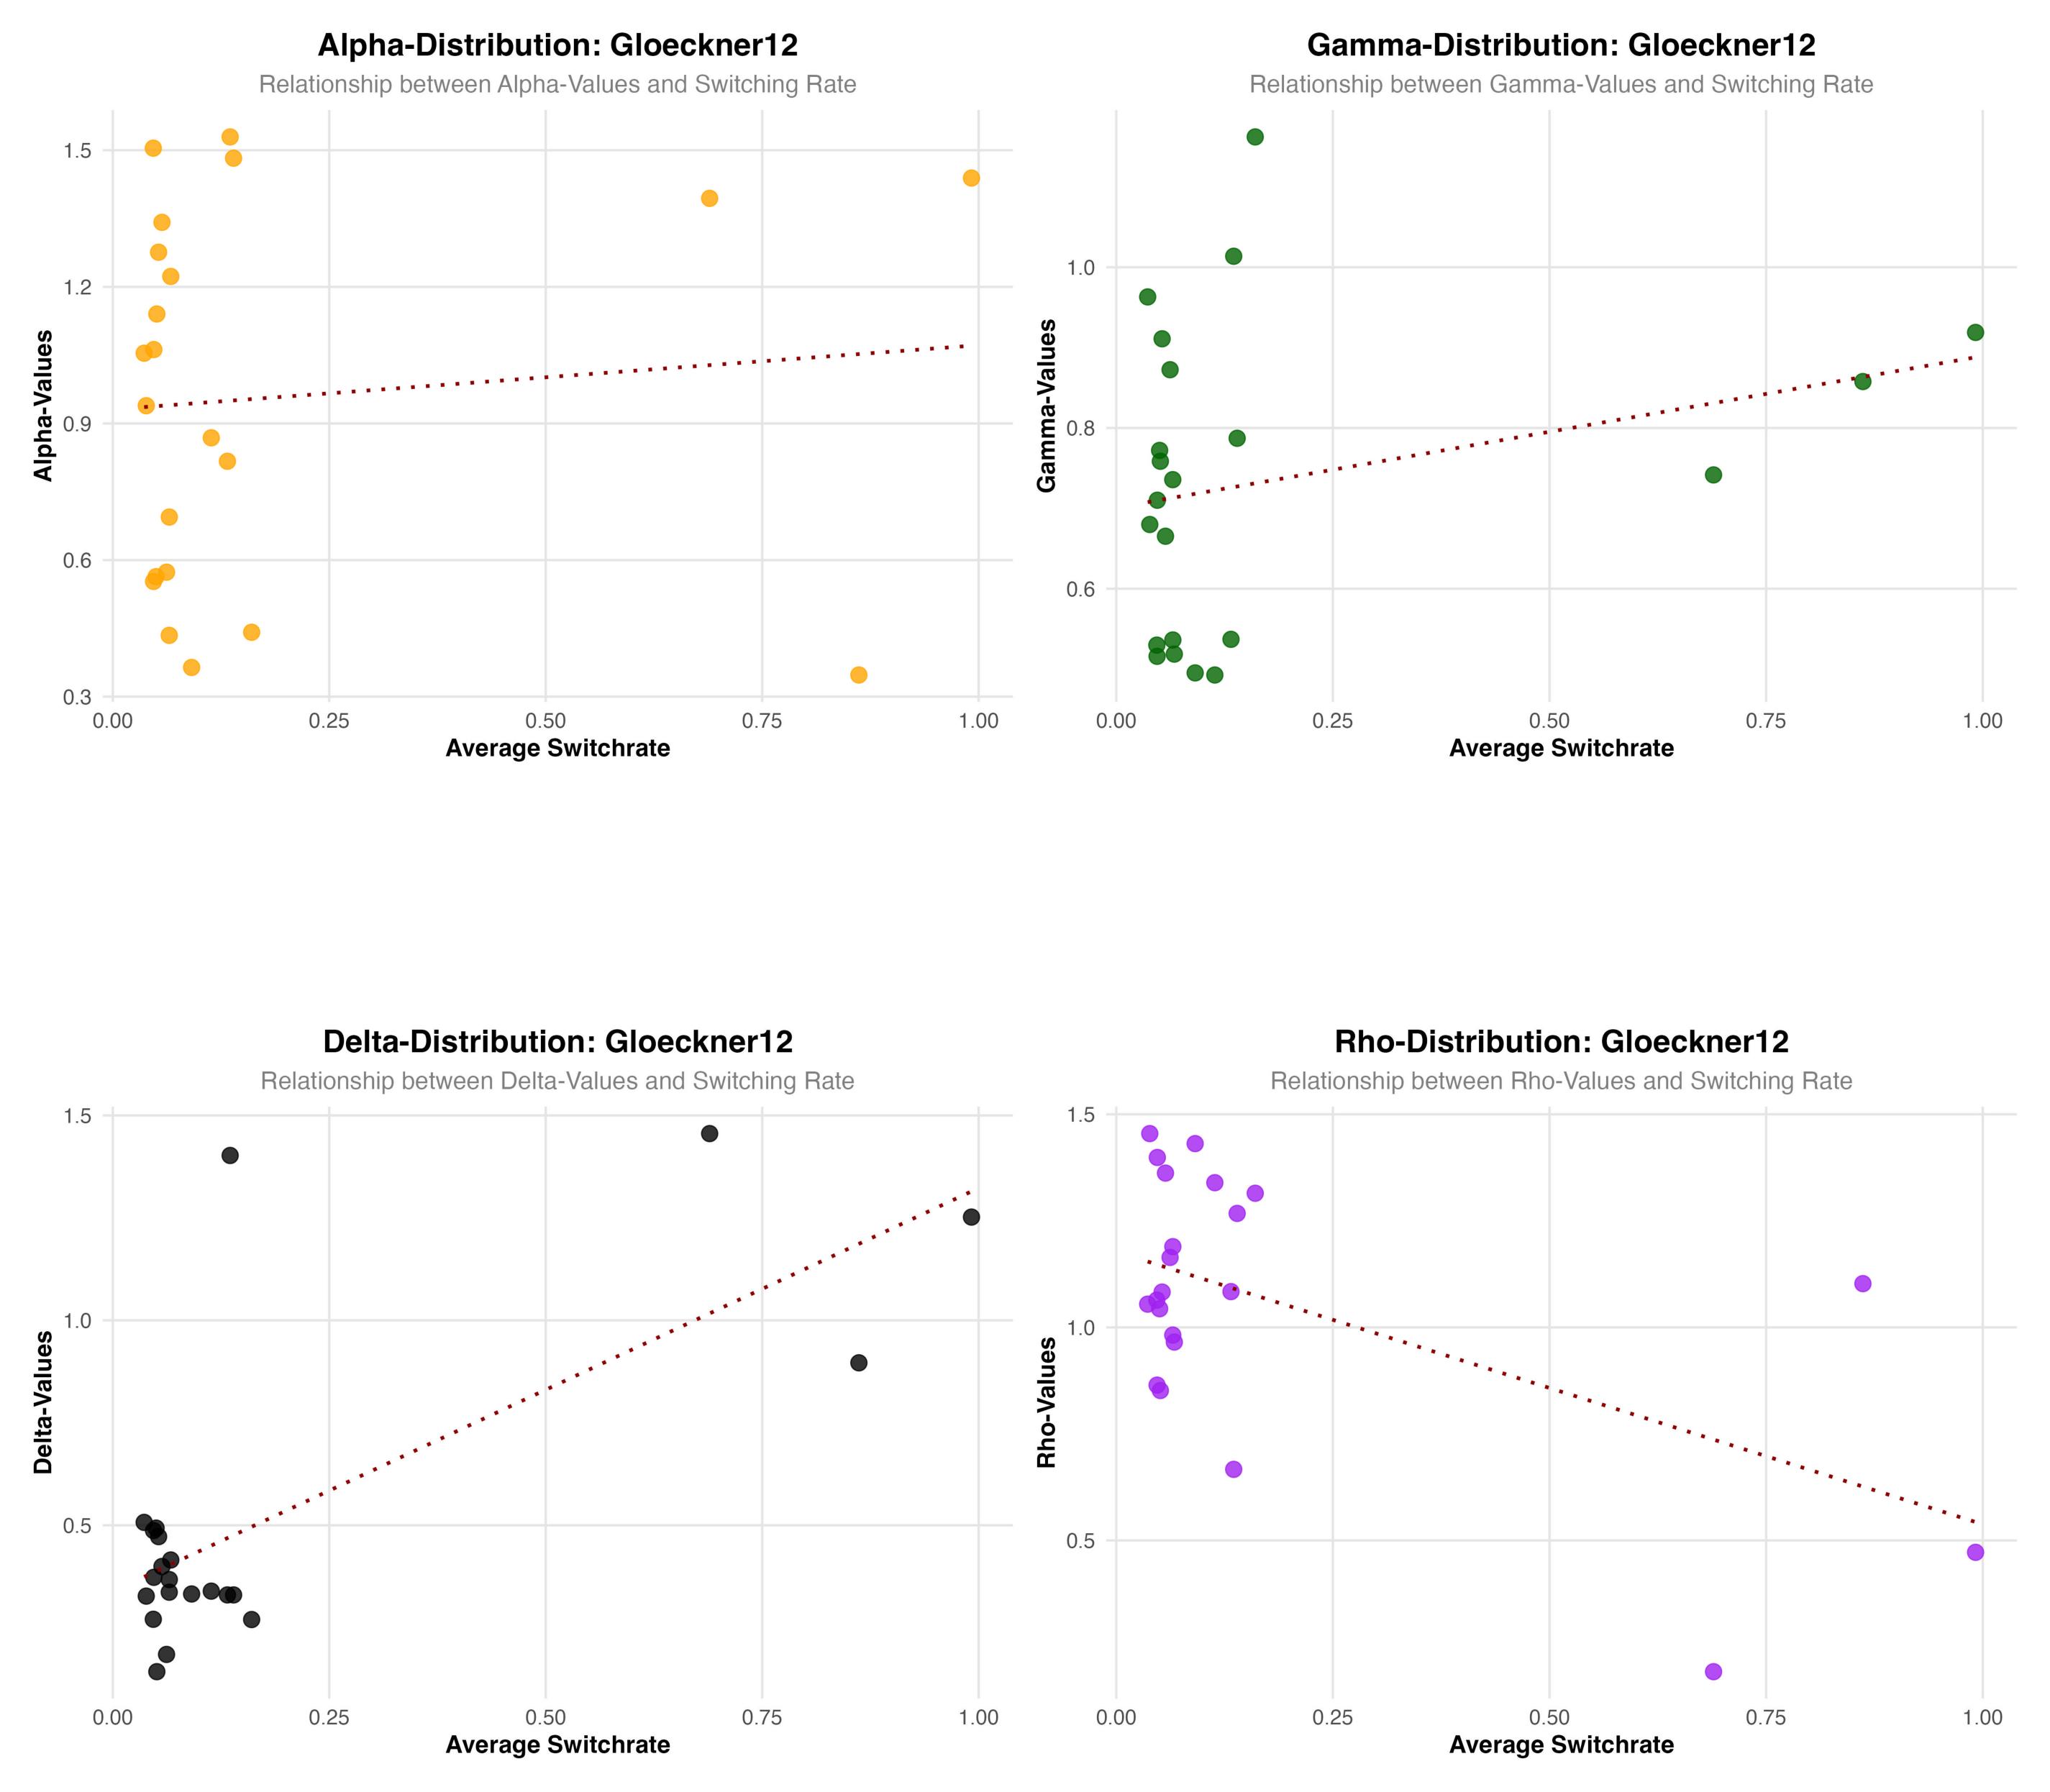 Alpha-Distribution: Gloeckner12
Relationship between Alpha-Values and Switching Rate
Alpha-Values
1.5
1.2
0.9
0.6
0.3
0.00 0.25 0.50 0.75 1.00
Average Switchrate
Gamma-Distribution: Gloeckner12
Relationship between Gamma-Values and Switching Rate
Gamma-Values
1.0
0.8
0.6
0.00 0.25 0.50 0.75 1.00
Average Switchrate
Delta-Distribution: Gloeckner12
Relationship between Delta-Values and Switching Rate
Delta-Values
1.5
1.0
0.5
0.00 0.25 0.50 0.75 1.00
Average Switchrate
Rho-Distribution: Gloeckner12
Relationship between Rho-Values and Switching Rate
Rho-Values
1.5
1.0
0.5
0.00 0.25 0.50 0.75 1.00
Average Switchrate